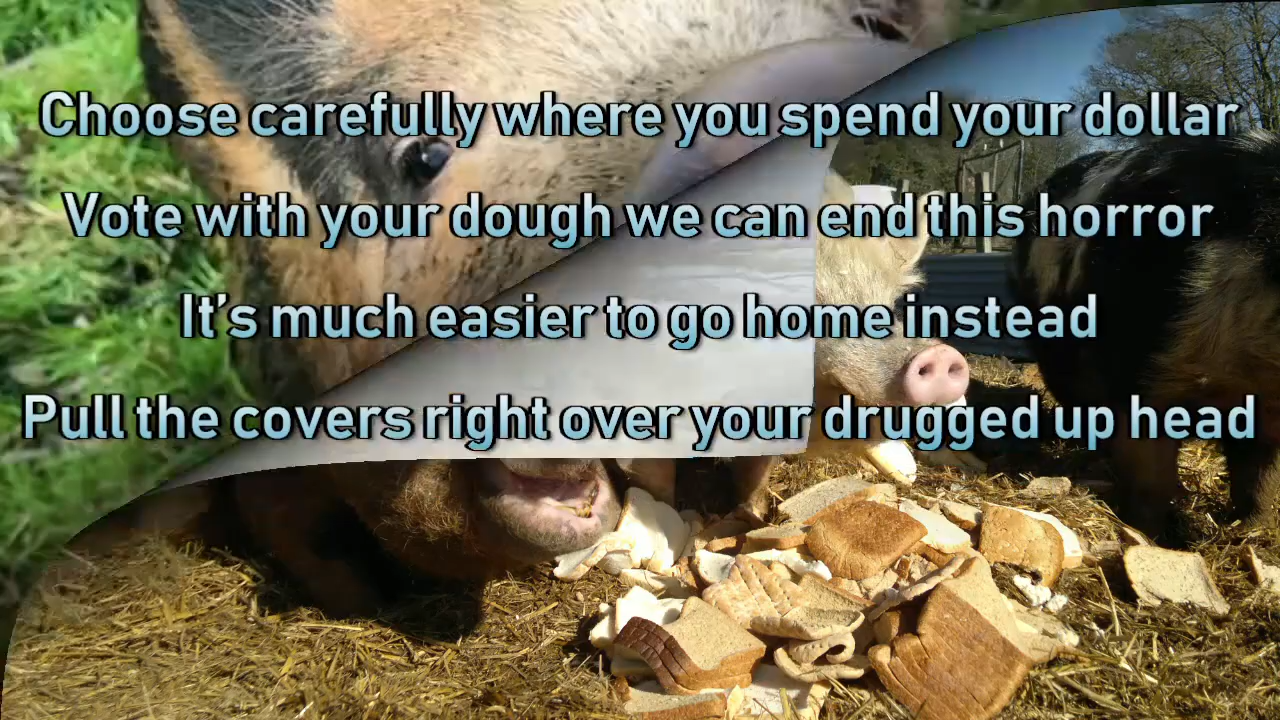 Choose carefully where you spend your dollar
Vote with your dough we can end this horror
It's much easier to go home instead
Pull the covers right over your drugged up head